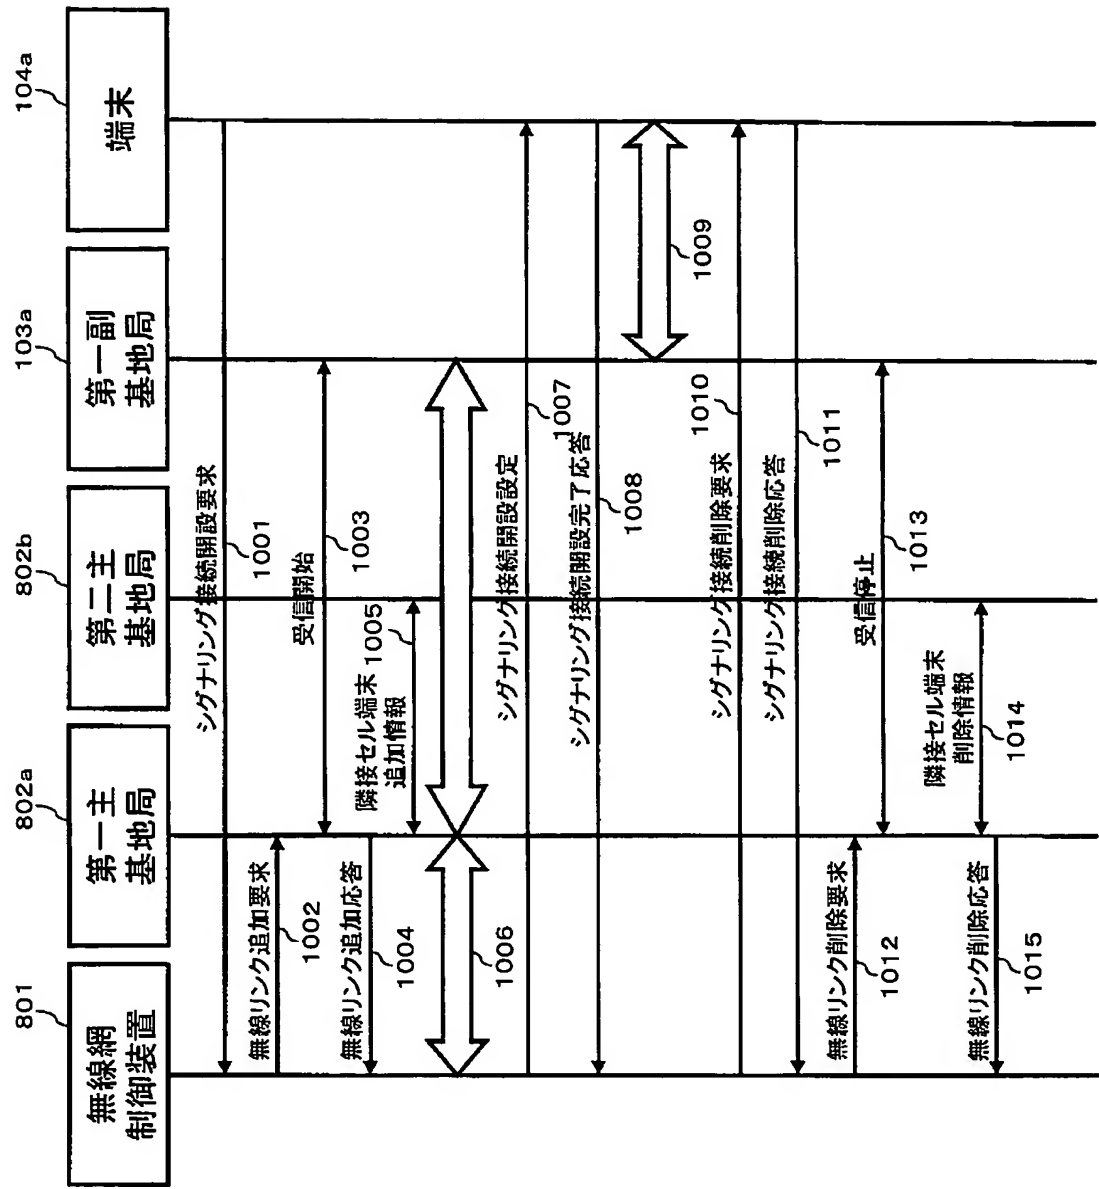 801
無線網
制御装置
802a
第一主
基地局
802b
第二主
基地局
103a
第一副
基地局
104a
端末
シグナリング接続開設要求
1001
無線リンク追加要求
1002
受信開始
1003
無線リンク追加応答
1004
隣接セル端末
追加情報
1005
1006
シグナリング接続開設設定
1007
シグナリング接続開設完了応答
1008
1009
シグナリング接続削除要求
1010
シグナリング接続削除応答
1011
無線リンク削除要求
1012
受信停止
1013
隣接セル端末
削除情報
1014
無線リンク削除応答
1015